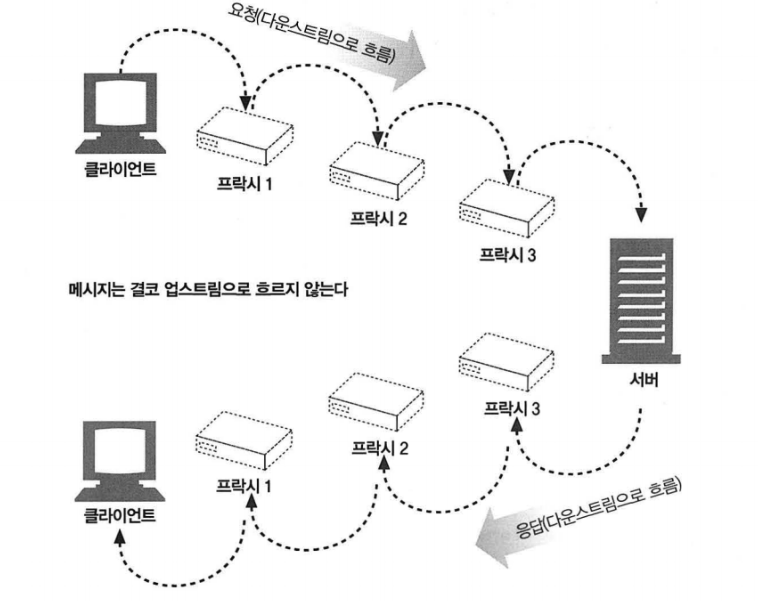 요청(다운스트림으로 흐름)
클라이언트
프락시 1
프락시 2
프락시 3
메시지는 결코 업스트림으로 흐르지 않는다
서버
프락시 3
프락시 2
프락시 1
클라이언트
응답(다운스트림으로 흐름)